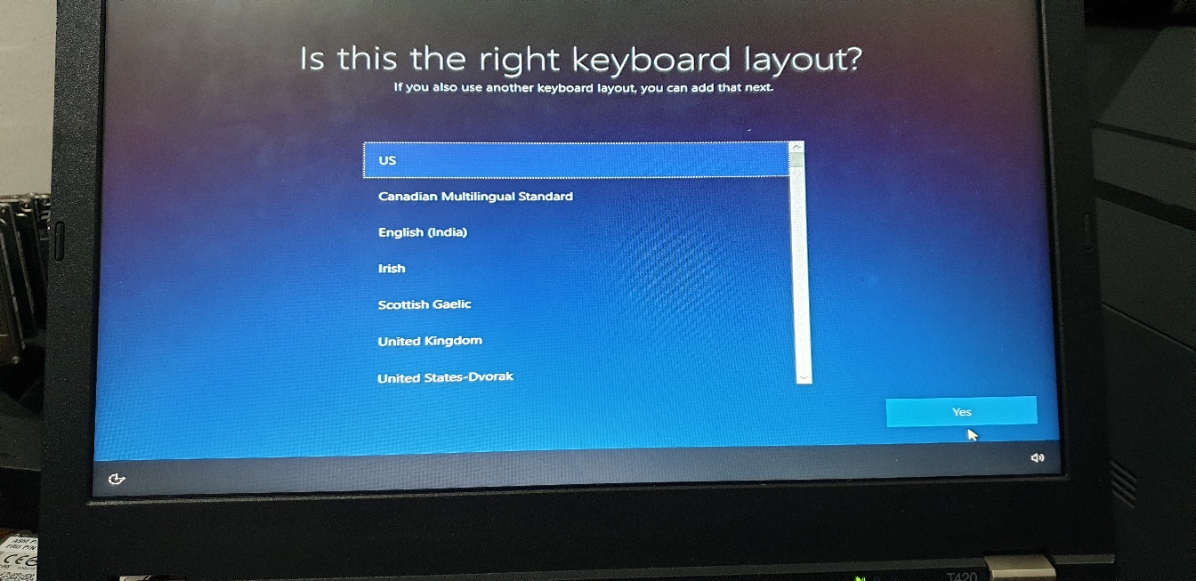 Is this the right keyboard layout?
If you also use another keyboard layout, you can add that next.
US
Canadian Multilingual Standard
English (India)
Irish
Scottish Gaelic
United Kingdom
United States-Dvorak
Yes
CE
T420